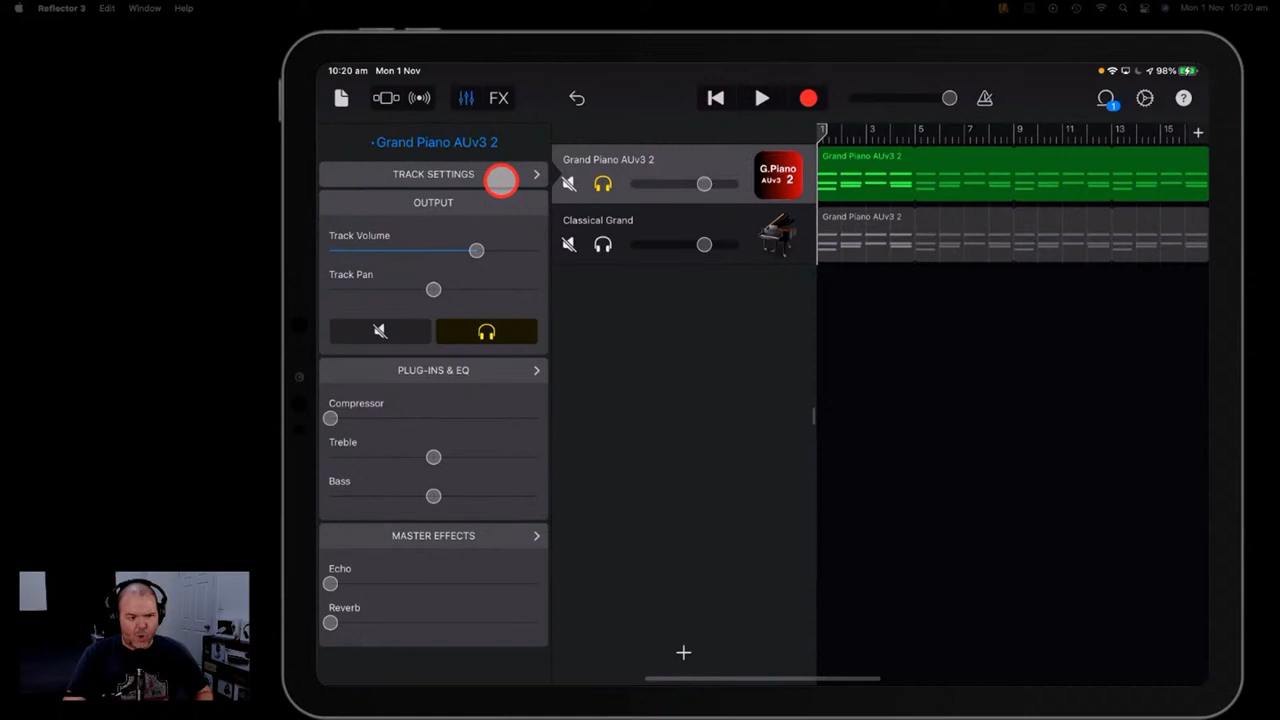 Reflector 3 Edit Window Help
Mon 1 Nov 10:20 am
10:20 am Mon 1 Nov
98%
FX
1
?
1 3 5 7 9 11 13 15 +
Grand Piano AUv3 2
TRACK SETTINGS
OUTPUT
Track Volume
Track Pan
PLUG-INS & EQ
Compressor
Treble
Bass
MASTER EFFECTS
Echo
Reverb
Grand Piano AUv3 2
G.Piano
AUv3 2
Classical Grand
+
Grand Piano AUv3 2
Grand Piano AUv3 2